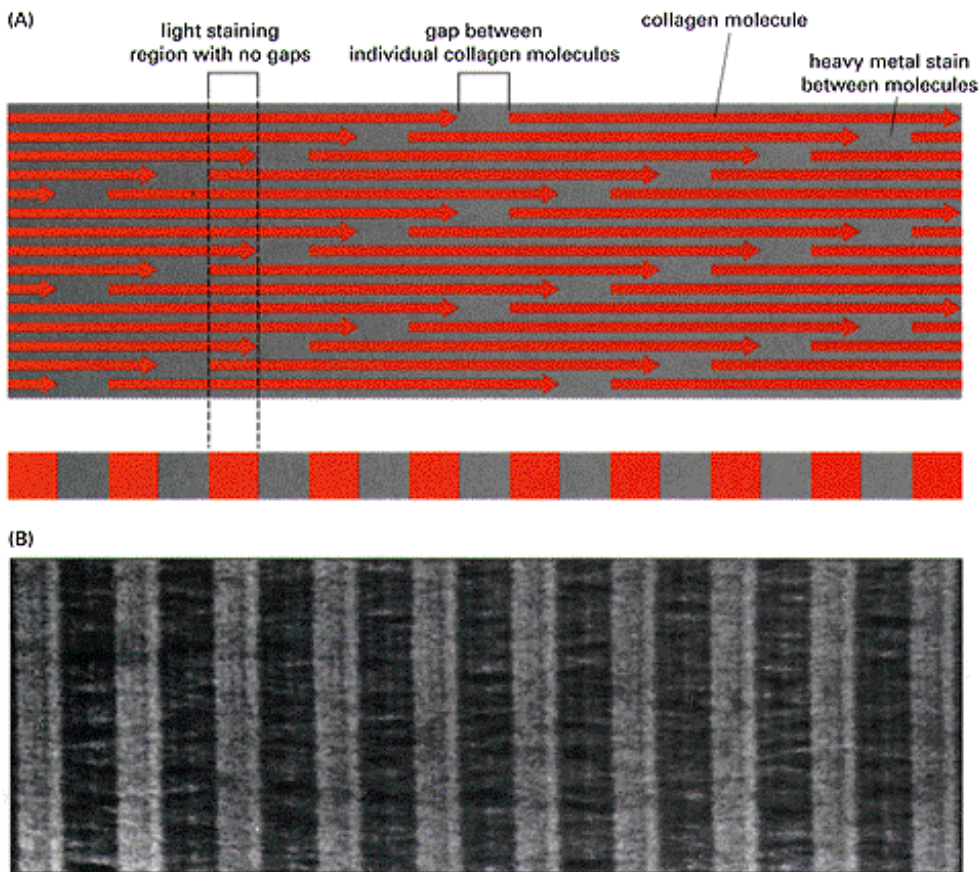 (A)
light staining
region with no gaps
gap between
individual collagen molecules
collagen molecule
heavy metal stain
between molecules
(B)